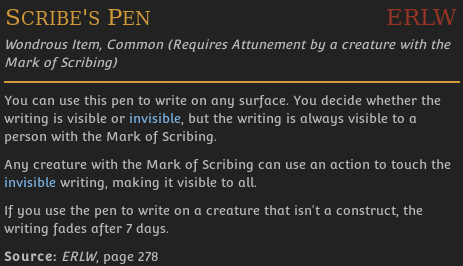 SCRIBE'S PEN ERLW
Wondrous Item, Common (Requires Attunement by a creature with the
Mark of Scribing)
You can use this pen to write on any surface. You decide whether the
writing is visible or invisible, but the writing is always visible to a
person with the Mark of Scribing.
Any creature with the Mark of Scribing can use an action to touch the
invisible writing, making it visible to all.
If you use the pen to write on a creature that isn't a construct, the
writing fades after 7 days.
Source: ERLW, page 278